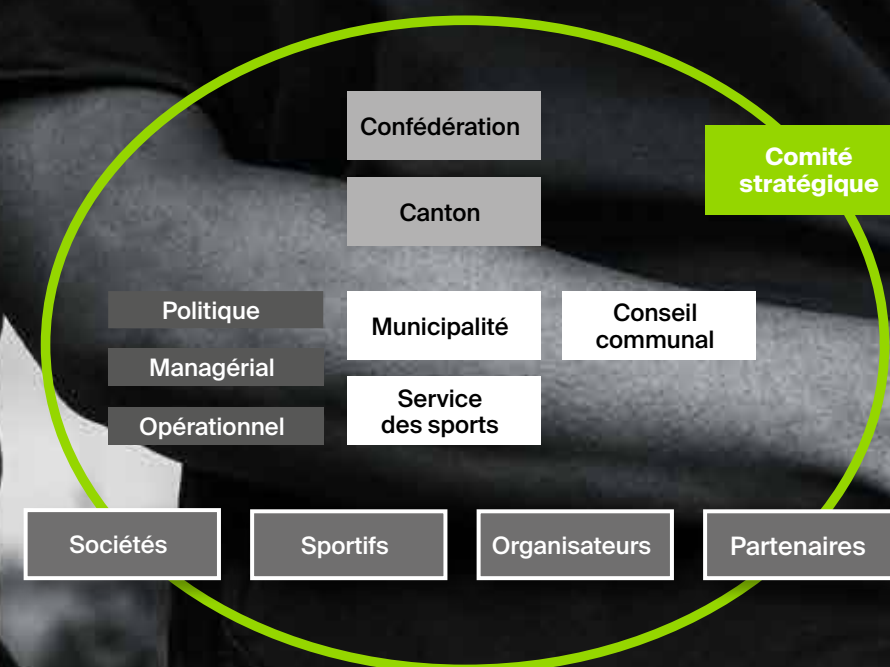 Confédération
Comité
stratégique
Canton
Politique
Managérial
Opérationnel
Municipalité
Conseil
communal
Service
des sports
Sociétés
Sportifs
Organisateurs
Partenaires